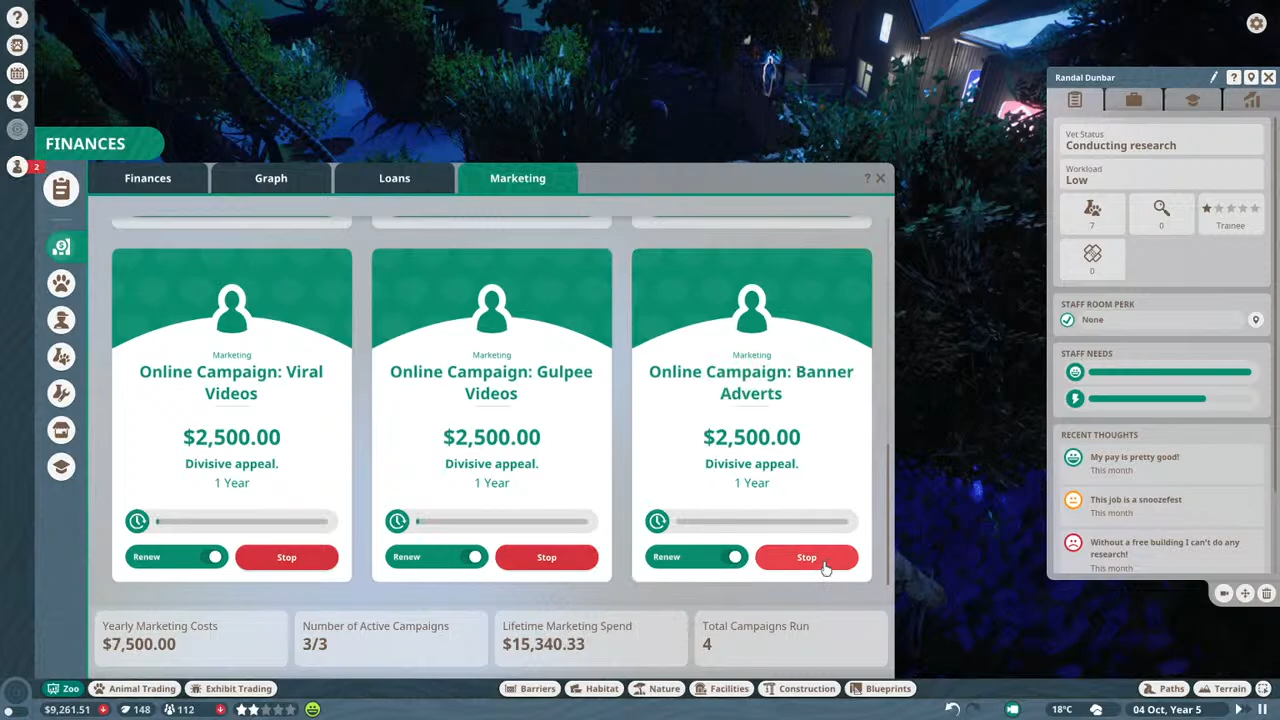 ?
FINANCES
2
Finances
Graph
Loans
Marketing
?
Marketing
Online Campaign: Viral
Videos
$2,500.00
Divisive appeal.
1 Year
Renew
Stop
Marketing
Online Campaign: Gulpee
Videos
$2,500.00
Divisive appeal.
1 Year
Renew
Stop
Marketing
Online Campaign: Banner
Adverts
$2,500.00
Divisive appeal.
1 Year
Renew
Stop
Yearly Marketing Costs
$7,500.00
Number of Active Campaigns
3/3
Lifetime Marketing Spend
$15,340.33
Total Campaigns Run
4
Randal Dunbar
?
Vet Status
Conducting research
Workload
Low
7
0
Trainee
0
STAFF ROOM PERK
None
STAFF NEEDS
RECENT THOUGHTS
My pay is pretty good!
This month
This job is a snoozefest
This month
Without a free building I can't do any
research!
This month
Zoo
Animal Trading
Exhibit Trading
Barriers
Habitat
Nature
Facilities
Construction
Blueprints
Paths
Terrain
$9,261.51
148
112
18°C
04 Oct, Year 5